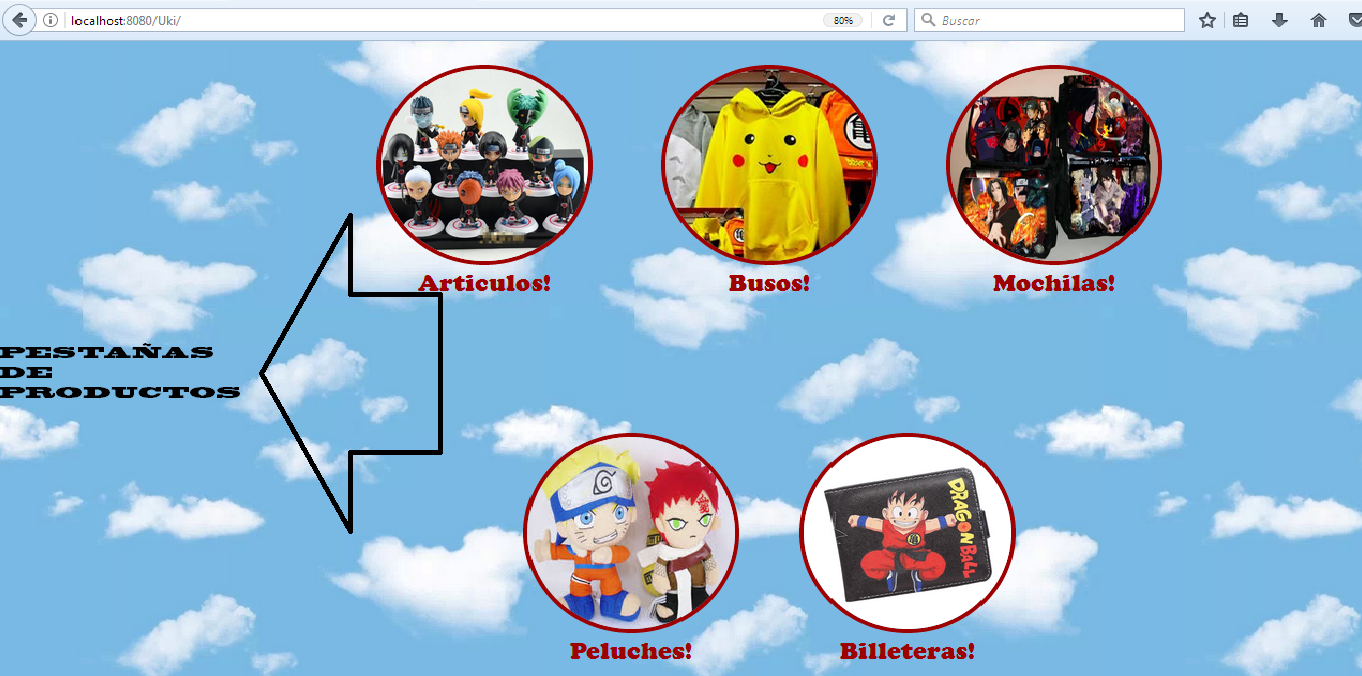 localhost:8080/Uki/
80%
Buscar
Articulos!
Busos!
Mochilas!
PESTAÑAS
DE
PRODUCTOS
DRAGON BALL
Peluches!
Billeteras!